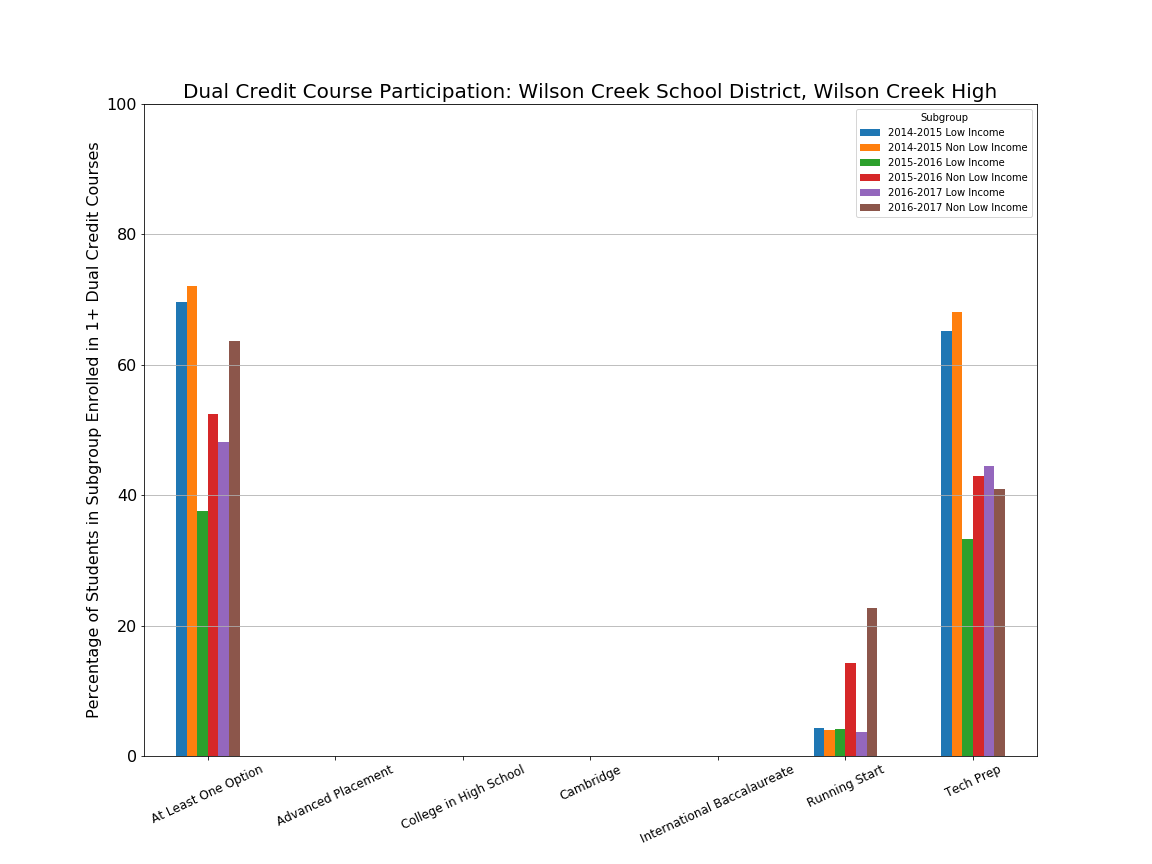 Dual Credit Course Participation: Wilson Creek School District, Wilson Creek High
Percentage of Students in Subgroup Enrolled in 1+ Dual Credit Courses
100
80
60
40
20
0
Subgroup
2014-2015 Low Income
2014-2015 Non Low Income
2015-2016 Low Income
2015-2016 Non Low Income
2016-2017 Low Income
2016-2017 Non Low Income
At Least One Option
Advanced Placement
College in High School
Cambridge
International Baccalaureate
Running Start
Tech Prep